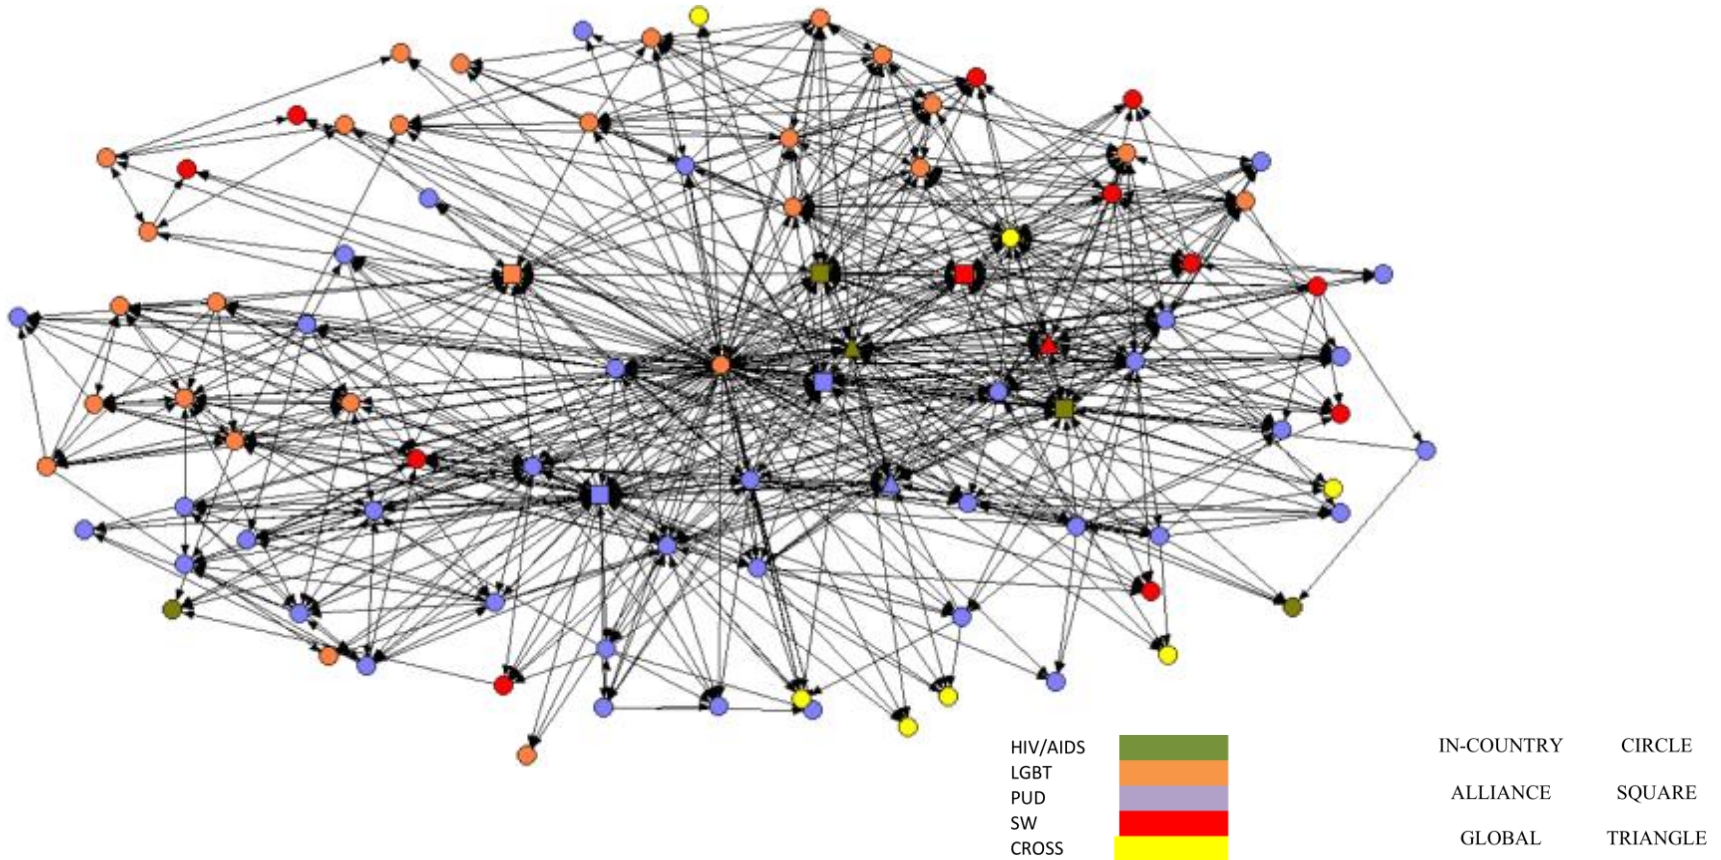 HIV/AIDS
LGBT
PUD
SW
CROSS
IN-COUNTRY CIRCLE
ALLIANCE SQUARE
GLOBAL TRIANGLE